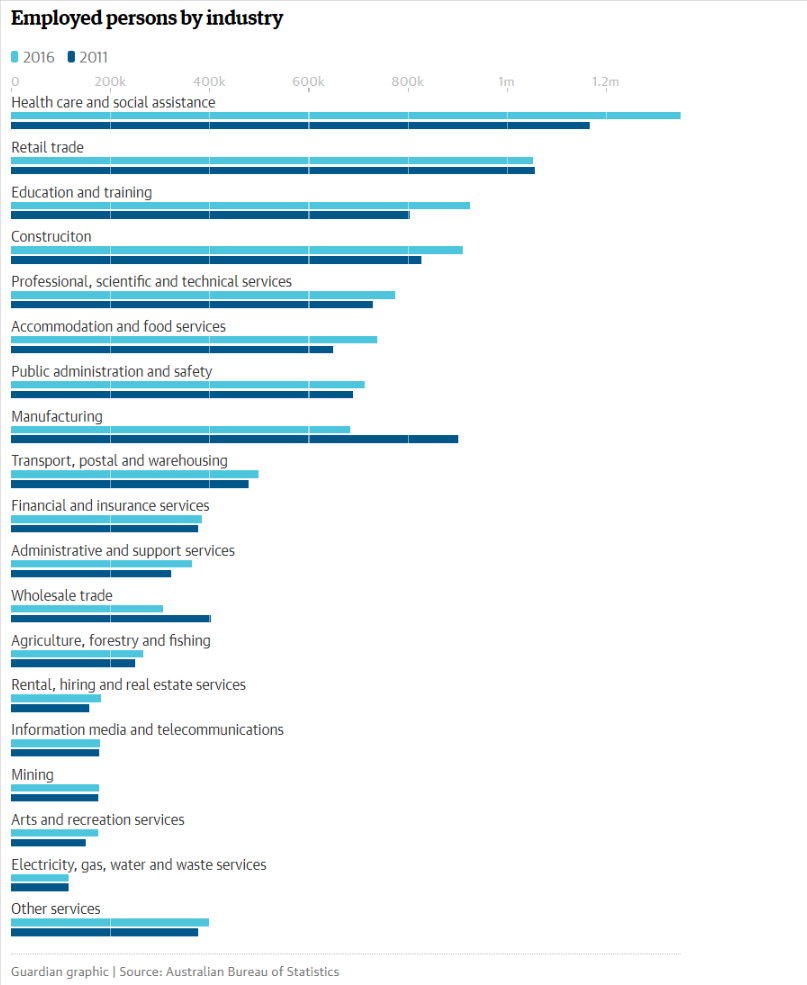 Employed persons by industry
2016 2011
0 200k 400k 600k 800k 1m 1.2m
Health care and social assistance
Retail trade
Education and training
Construciton
Professional, scientific and technical services
Accommodation and food services
Public administration and safety
Manufacturing
Transport, postal and warehousing
Financial and insurance services
Administrative and support services
Wholesale trade
Agriculture, forestry and fishing
Rental, hiring and real estate services
Information media and telecommunications
Mining
Arts and recreation services
Electricity, gas, water and waste services
Other services
Guardian graphic | Source: Australian Bureau of Statistics